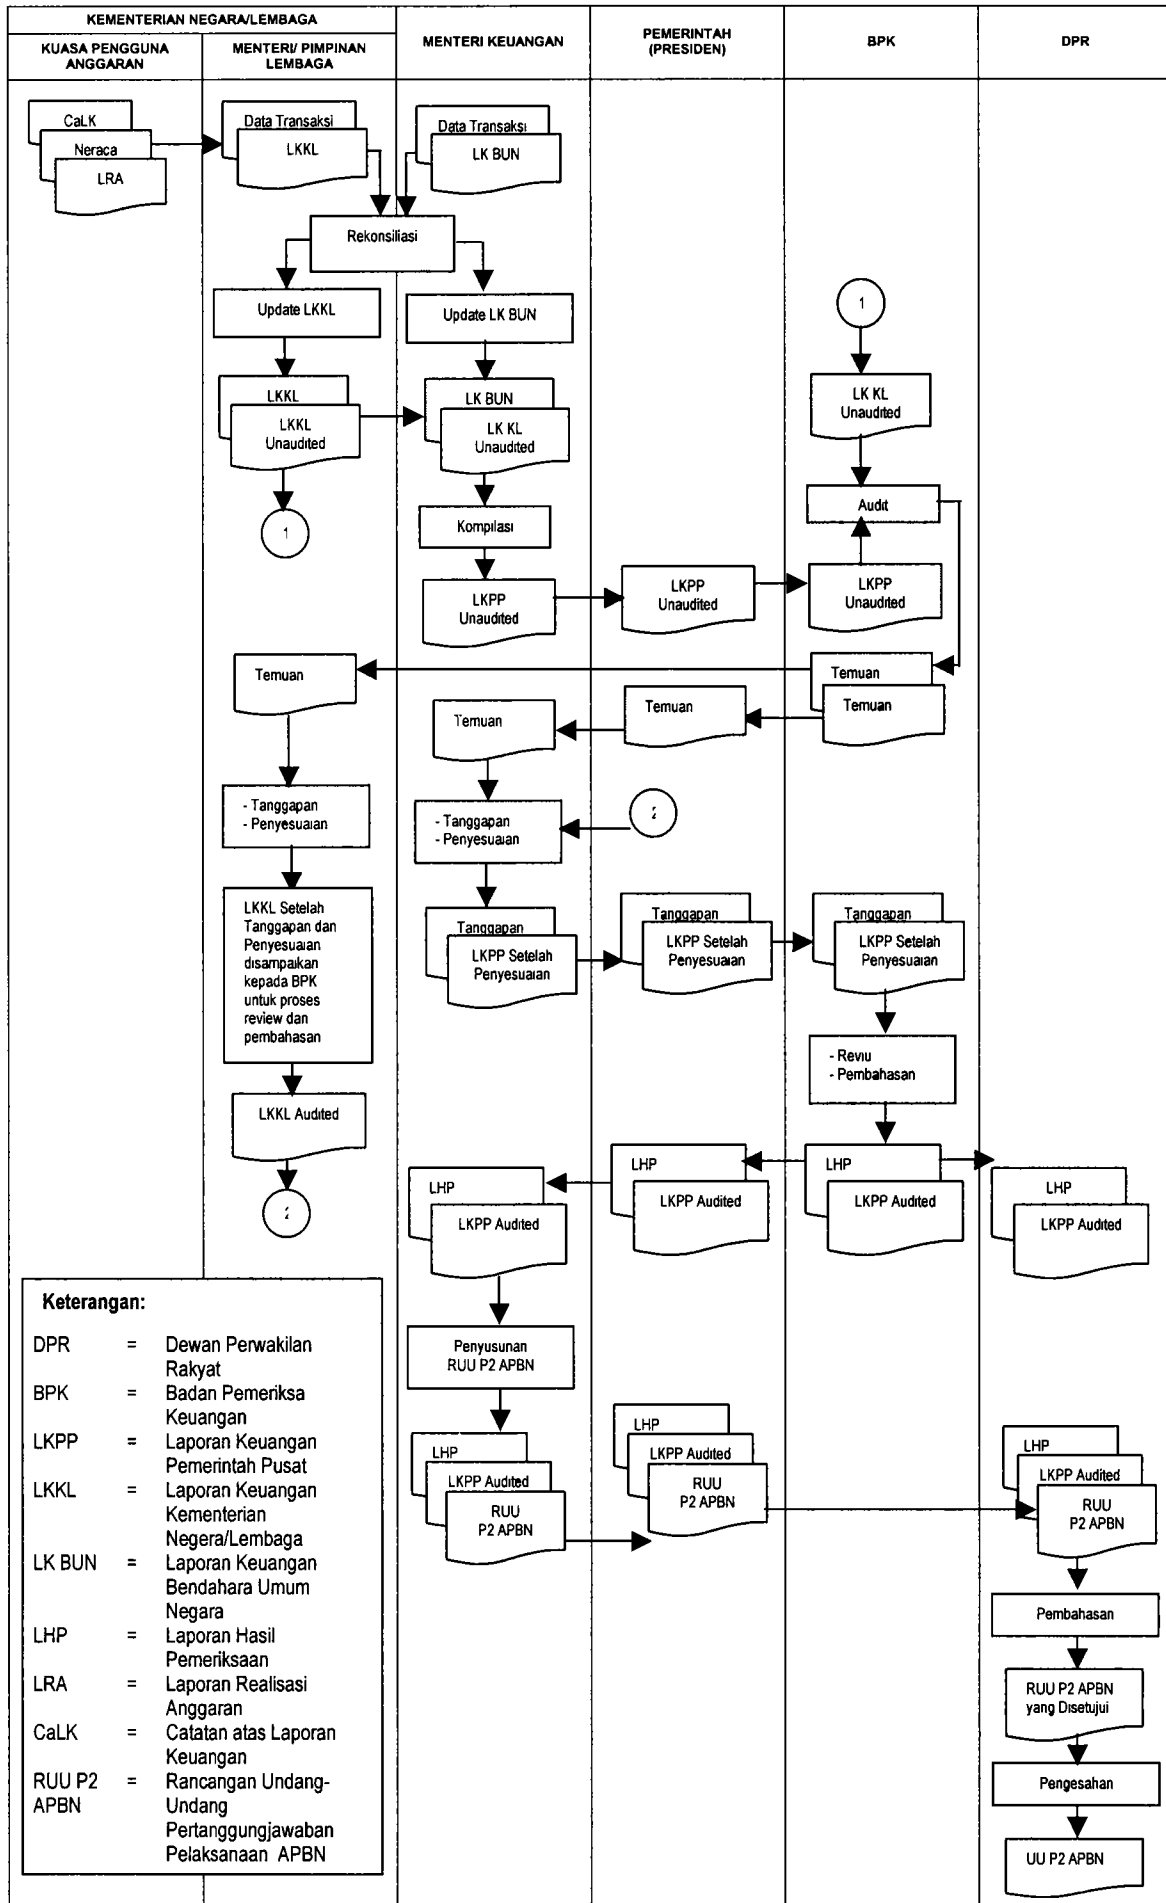 KEMENTERIAN NEGARA/LEMBAGA
KUASA PENGGUNA
ANGGARAN
MENTERI/ PIMPINAN
LEMBAGA
MENTERI KEUANGAN
PEMERINTAH
(PRESIDEN)
BPK
DPR
CaLK
Neraca
LRA
Data Transaksi
LKKL
Data Transaksi
LK BUN
Rekonsiliasi
Update LKKL
Update LK BUN
1
LKKL
LKKL
Unaudited
LK BUN
LK KL
Unaudited
LK KL
Unaudited
1
Kompilasi
Audit
LKPP
Unaudited
LKPP
Unaudited
LKPP
Unaudited
Temuan
Temuan
Temuan
Temuan
Temuan
- Tanggapan
- Penyesuaian
- Tanggapan
- Penyesuaian
2
LKKL Setelah
Tanggapan dan
Penyesuaian
disampaikan
kepada BPK
untuk proses
review dan
pembahasan
Tanggapan
LKPP Setelah
Penyesuaian
Tanggapan
LKPP Setelah
Penyesuaian
Tanggapan
LKPP Setelah
Penyesuaian
- Reviu
- Pembahasan
LKKL Audited
2
LHP
LKPP Audited
LHP
LKPP Audited
LHP
LKPP Audited
LHP
LKPP Audited
Penyusunan
RUU P2 APBN
LHP
LKPP Audited
RUU
P2 APBN
LHP
LKPP Audited
RUU
P2 APBN
LHP
LKPP Audited
RUU
P2 APBN
Pembahasan
RUU P2 APBN
yang Disetujui
Pengesahan
UU P2 APBN
Keterangan:
DPR = Dewan Perwakilan
Rakyat
BPK = Badan Pemeriksa
Keuangan
LKPP = Laporan Keuangan
Pemerintah Pusat
LKKL = Laporan Keuangan
Kementerian
Negera/Lembaga
LK BUN = Laporan Keuangan
Bendahara Umum
Negara
LHP = Laporan Hasil
Pemeriksaan
LRA = Laporan Realisasi
Anggaran
CaLK = Catatan atas Laporan
Keuangan
RUU P2 = Rancangan Undang-
APBN Undang
Pertanggungjawaban
Pelaksanaan APBN